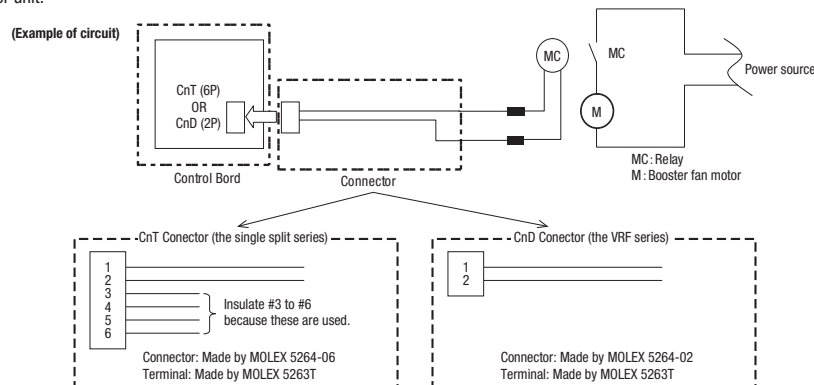 or unit.
(Example of circuit)
CnT (6P)
OR
CnD (2P)
Control Bord
Connector
MC
MC
M
Power source
MC : Relay
M : Booster fan motor
CnT Conector (the single split series)
1
2
3
4
5
6
Insulate #3 to #6
because these are used.
Connector: Made by MOLEX 5264-06
Terminal: Made by MOLEX 5263T
CnD Conector (the VRF series)
1
2
Connector: Made by MOLEX 5264-02
Terminal: Made by MOLEX 5263T